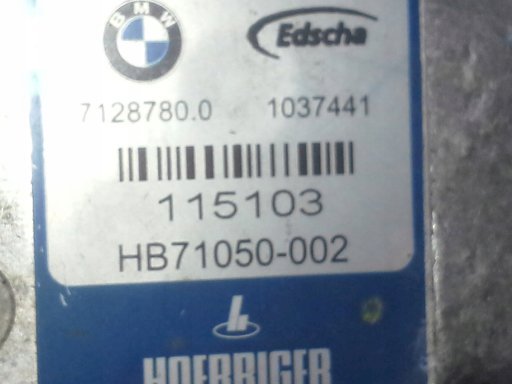 BMW Edscha
7128780.0 1037441
115103
HB71050-002
HOERBIGER